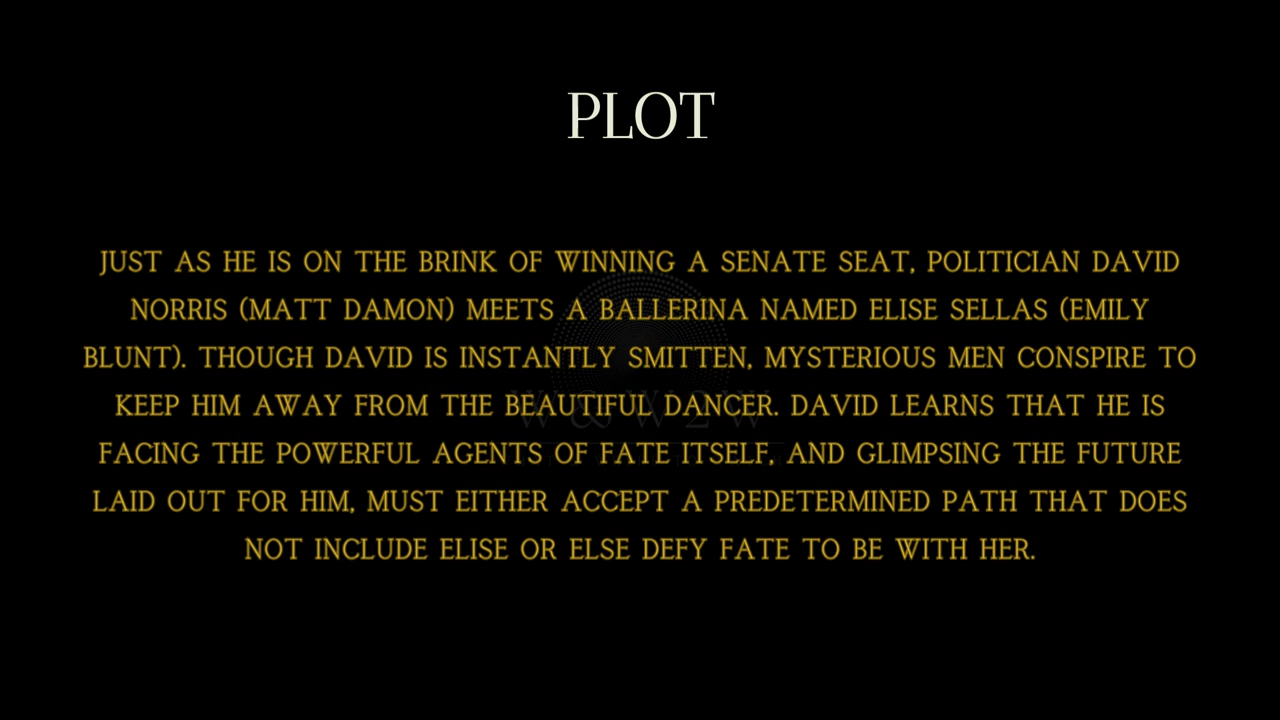 PLOT
JUST AS HE IS ON THE BRINK OF WINNING A SENATE SEAT, POLITICIAN DAVID
NORRIS (MATT DAMON) MEETS A BALLERINA NAMED ELISE SELLAS (EMILY
BLUNT). THOUGH DAVID IS INSTANTLY SMITTEN, MYSTERIOUS MEN CONSPIRE TO
KEEP HIM AWAY FROM THE BEAUTIFUL DANCER. DAVID LEARNS THAT HE IS
FACING THE POWERFUL AGENTS OF FATE ITSELF, AND GLIMPSING THE FUTURE
LAID OUT FOR HIM, MUST EITHER ACCEPT A PREDETERMINED PATH THAT DOES
NOT INCLUDE ELISE OR ELSE DEFY FATE TO BE WITH HER.
W&W2W